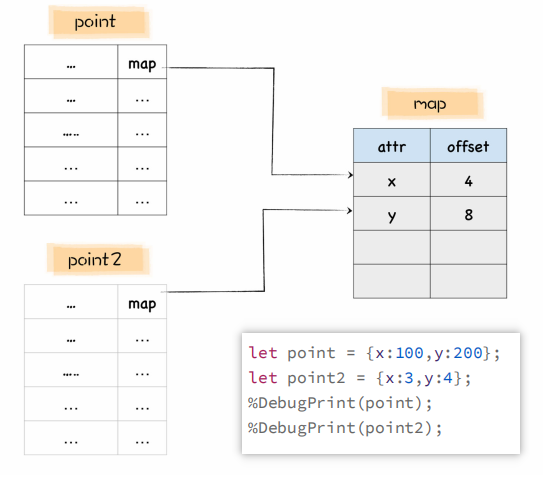 point
… map
… …
….. …
… …
… …
map
attr offset
x 4
y 8
point2
… map
… …
….. …
… …
… …
let point = {x:100,y:200};
let point2 = {x:3,y:4};
%DebugPrint(point);
%DebugPrint(point2);